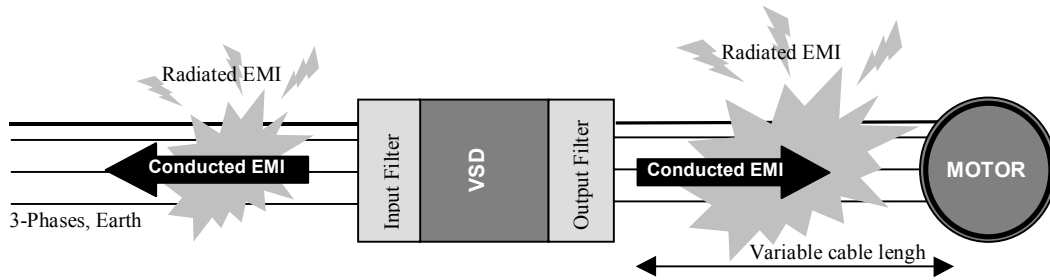 Radiated EMI
Conducted EMI
3-Phases, Earth
Input Filter
VSD
Output Filter
Radiated EMI
Conducted EMI
MOTOR
Variable cable lengh